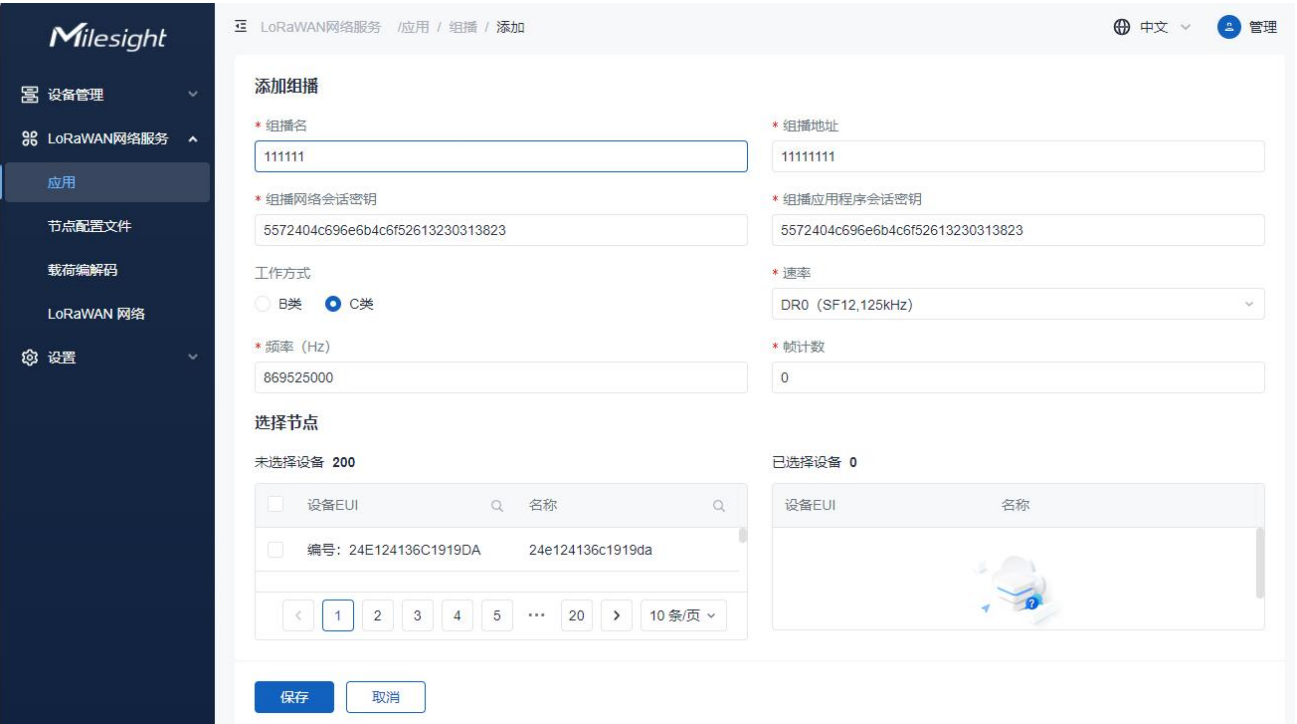 Milesight
LoRaWAN网络服务 /应用 / 组播 / 添加
中文
管理
设备管理
LoRaWAN网络服务
应用
节点配置文件
载荷编解码
LoRaWAN 网络
设置
添加组播
* 组播名
* 组播地址
111111
11111111
* 组播网络会话密钥
* 组播应用程序会话密钥
5572404c696e6b4c6f52613230313823
5572404c696e6b4c6f52613230313823
工作方式
* 速率
B类 C类
DR0（SF12,125kHz）
* 频率（Hz）
* 帧计数
869525000
0
选择节点
未选择设备 200
已选择设备 0
设备EUI 名称
设备EUI 名称
编号：24E124136C1919DA 24e124136c1919da
< 1 2 3 4 5 ••• 20 > 10 条/页
保存 取消